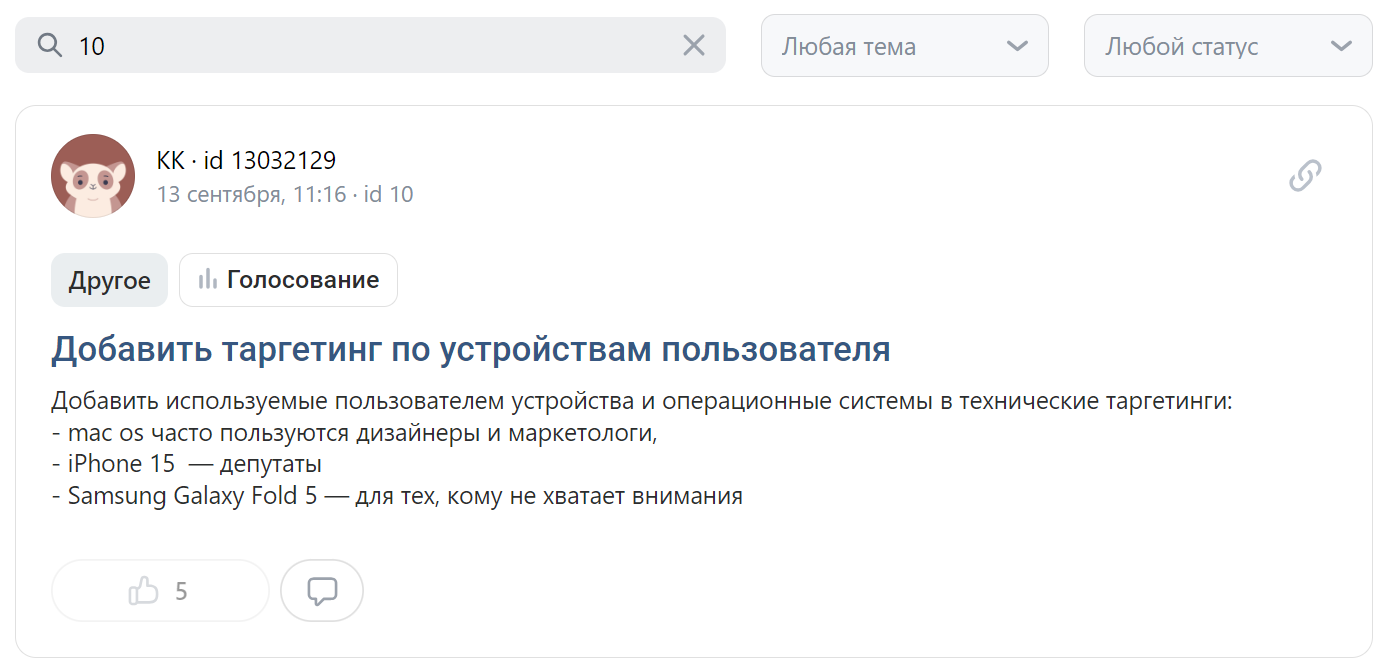 10
Любая тема
Любой статус
КК · id 13032129
13 сентября, 11:16 · id 10
Другое
Голосование
Добавить таргетинг по устройствам пользователя
Добавить используемые пользователем устройства и операционные системы в технические таргетинги:
- mac os часто пользуются дизайнеры и маркетологи,
- iPhone 15 — депутаты
- Samsung Galaxy Fold 5 — для тех, кому не хватает внимания
5